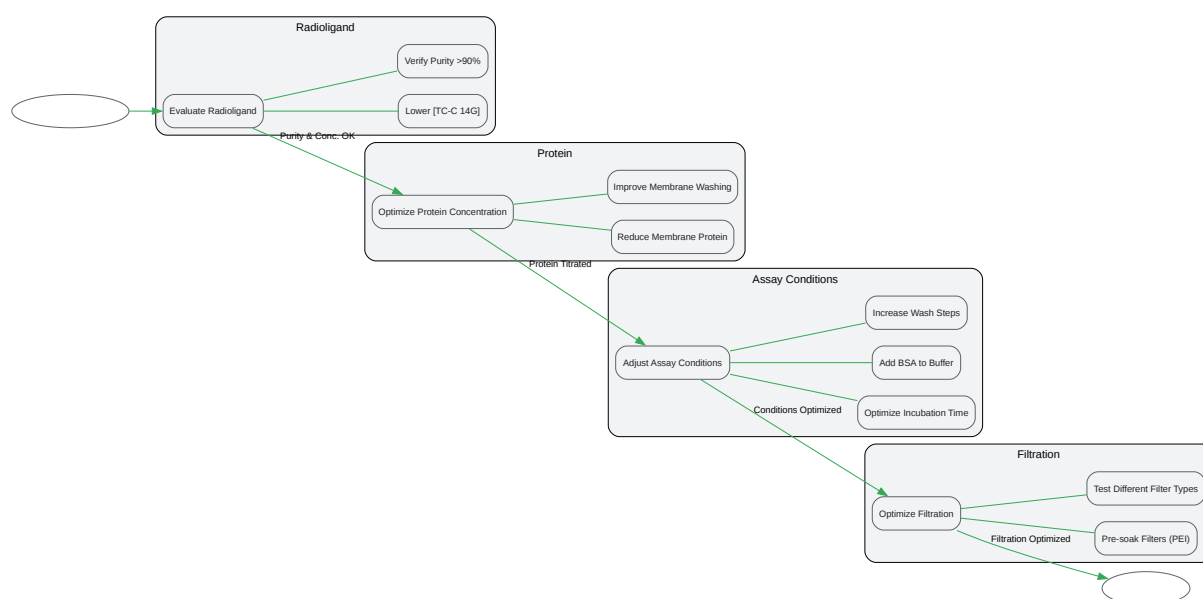 Radioligand
Verify Purity >90%
Evaluate Radioligand
Lower [TC-C 14G]
Purity & Conc. OK
Protein
Improve Membrane Washing
Optimize Protein Concentration
Reduce Membrane Protein
Protein Titrated
Assay Conditions
Increase Wash Steps
Adjust Assay Conditions
Add BSA to Buffer
Conditions Optimized
Optimize Incubation Time
Filtration
Test Different Filter Types
Optimize Filtration
Filtration Optimized
Pre-soak Filters (PEI)